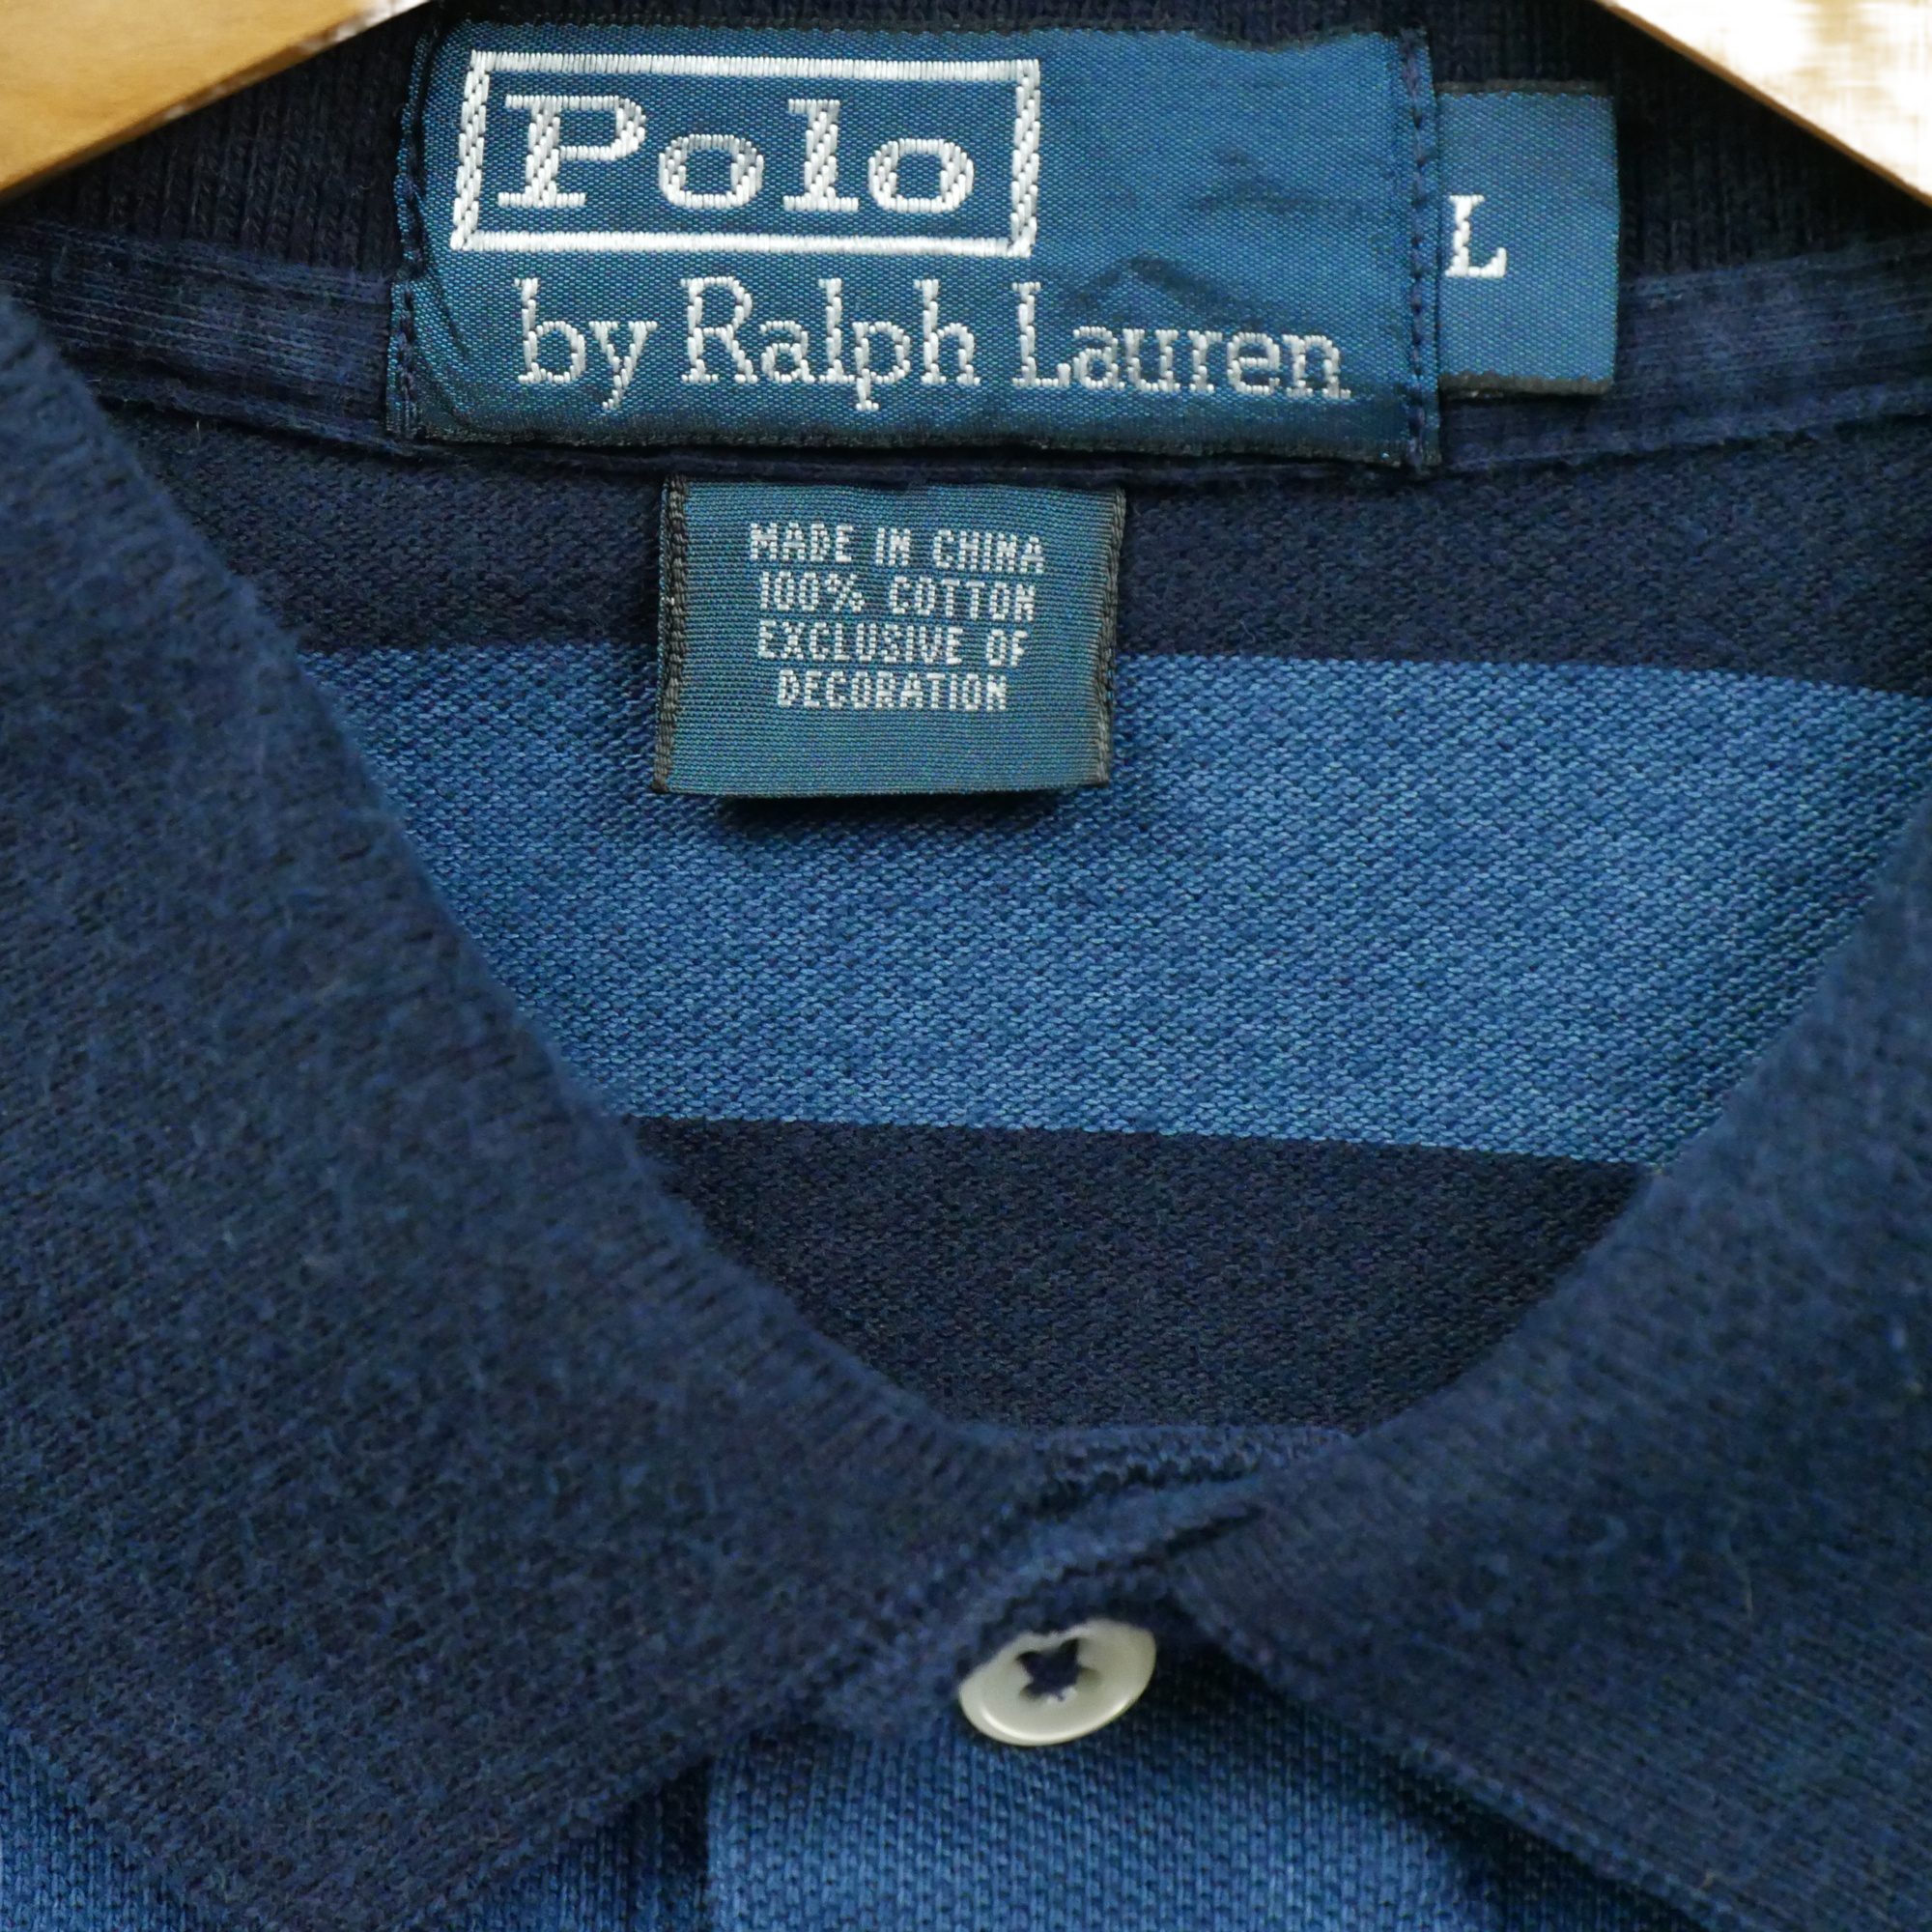 Polo
by Ralph Lauren
L
MADE IN CHINA
100% COTTON
EXCLUSIVE OF
DECORATION